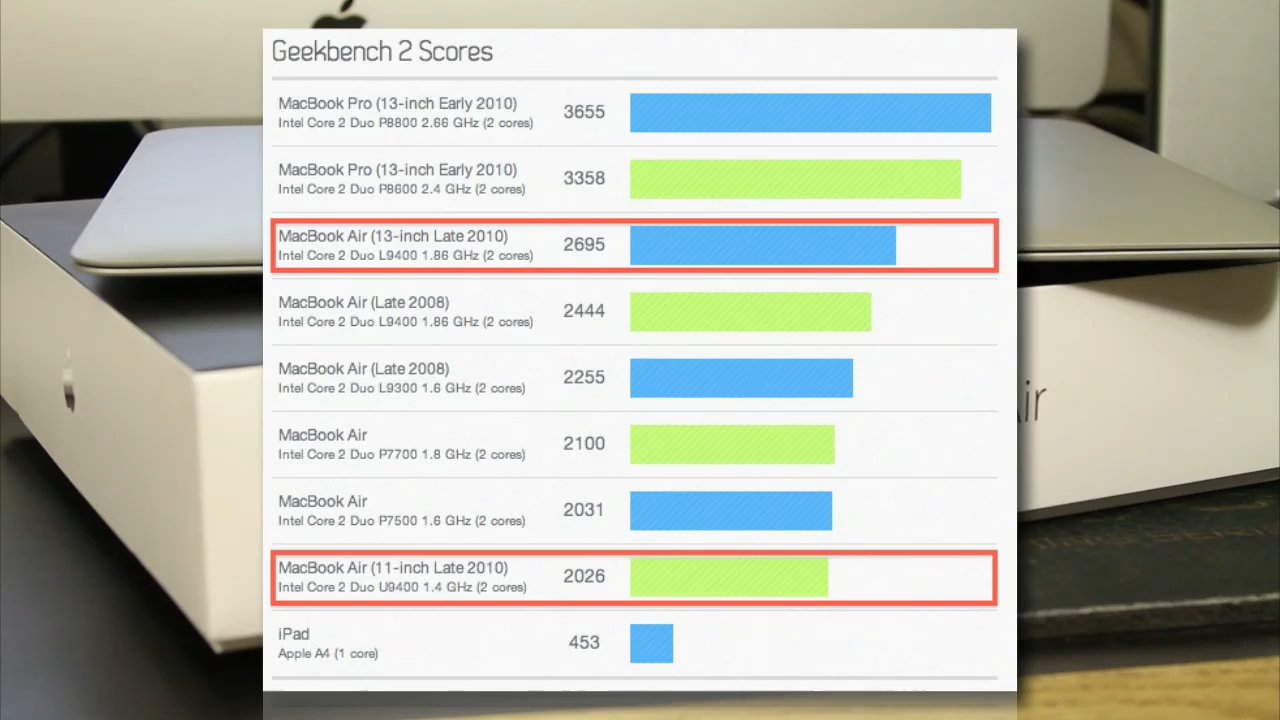 Geekbench 2 Scores
MacBook Pro (13-inch Early 2010)
3655
Intel Core 2 Duo P8800 2.66 GHz (2 cores)
MacBook Pro (13-inch Early 2010)
3358
Intel Core 2 Duo P8600 2.4 GHz (2 cores)
MacBook Air (13-inch Late 2010)
2695
Intel Core 2 Duo L9400 1.86 GHz (2 cores)
MacBook Air (Late 2008)
2444
Intel Core 2 Duo L9400 1.86 GHz (2 cores)
MacBook Air (Late 2008)
2255
Intel Core 2 Duo L9300 1.6 GHz (2 cores)
MacBook Air
2100
Intel Core 2 Duo P7700 1.8 GHz (2 cores)
MacBook Air
2031
Intel Core 2 Duo P7500 1.6 GHz (2 cores)
MacBook Air (11-inch Late 2010)
2026
Intel Core 2 Duo U9400 1.4 GHz (2 cores)
iPad
453
Apple A4 (1 core)